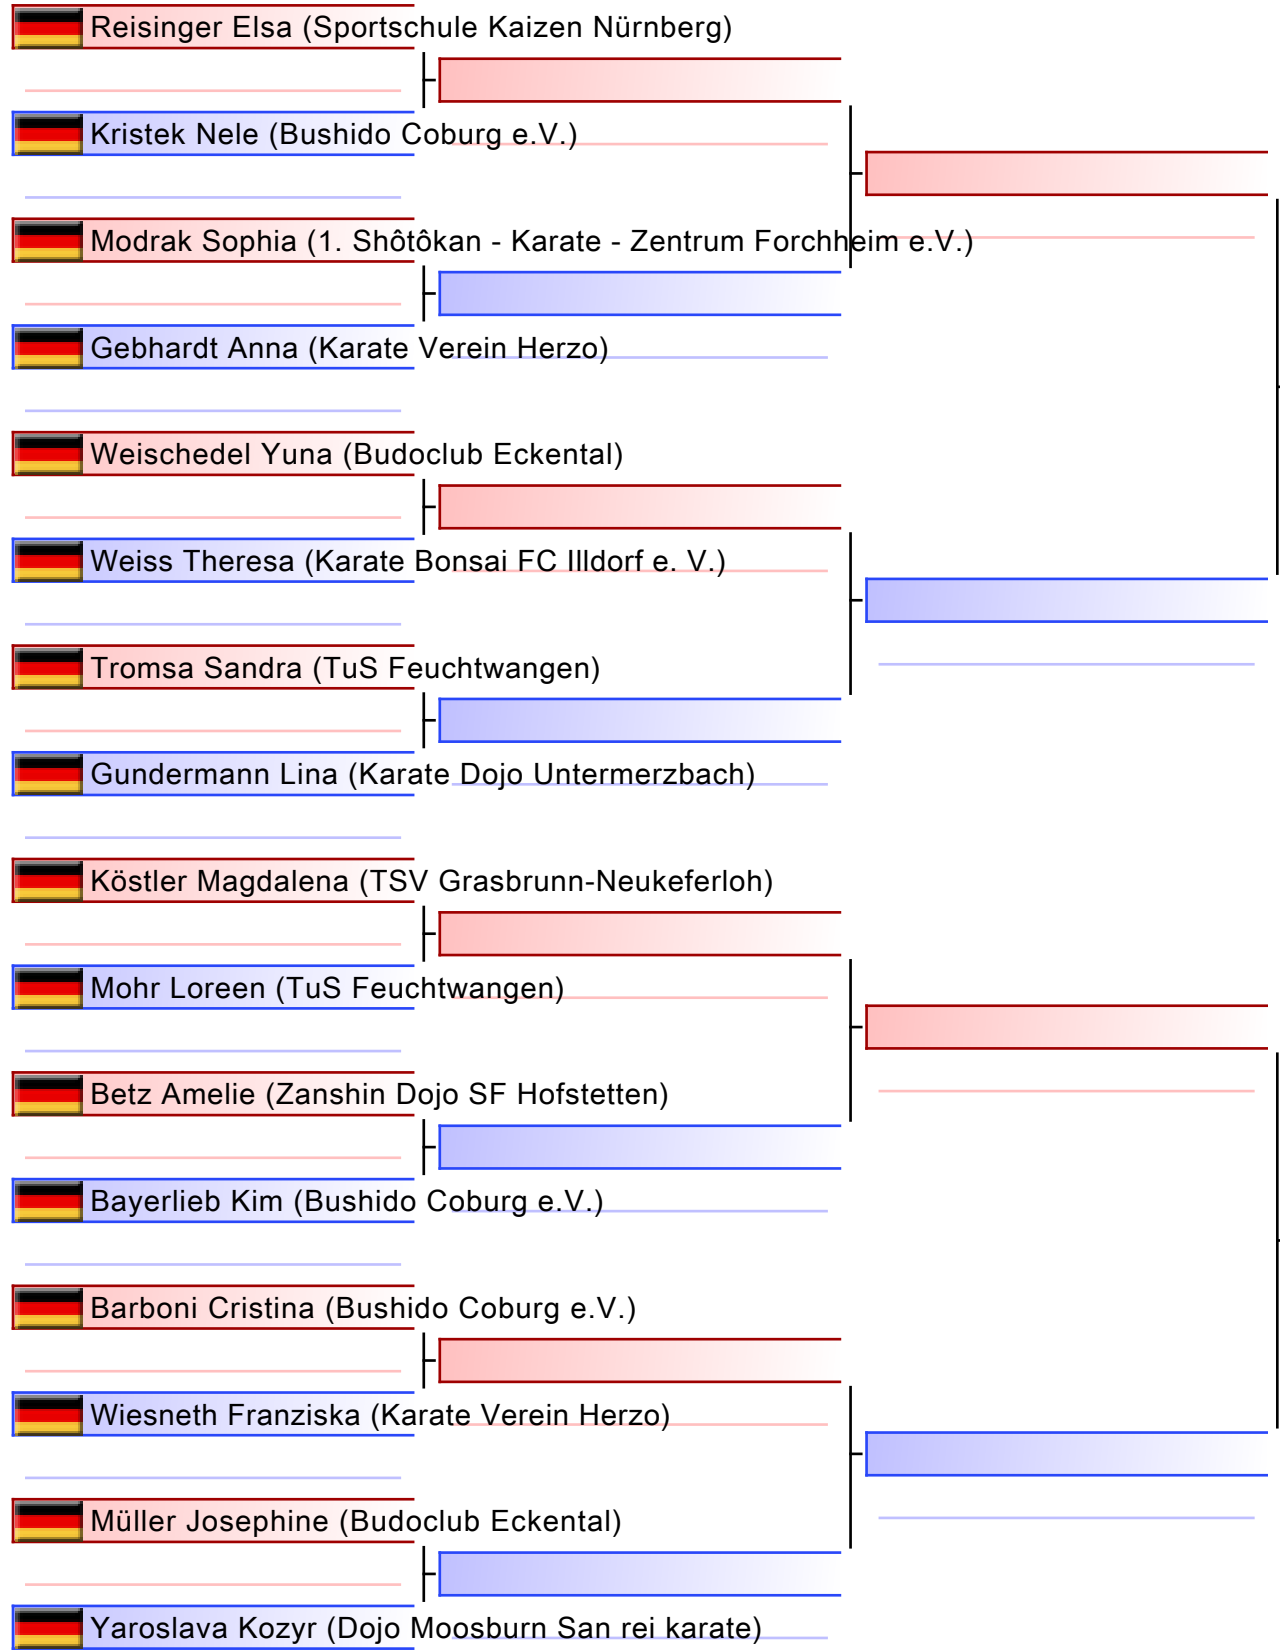 Reisinger Elsa (Sportschule Kaizen Nürnberg)
Kristek Nele (Bushido Coburg e.V.)
Modrak Sophia (1. Shôtôkan - Karate - Zentrum Forchheim e.V.)
Gebhardt Anna (Karate Verein Herzo)
Weischedel Yuna (Budoclub Eckental)
Weiss Theresa (Karate Bonsai FC Illdorf e. V.)
Tromsa Sandra (TuS Feuchtwangen)
Gundermann Lina (Karate Dojo Untermerzbach)
Köstler Magdalena (TSV Grasbrunn-Neukeferloh)
Mohr Loreen (TuS Feuchtwangen)
Betz Amelie (Zanshin Dojo SF Hofstetten)
Bayerlieb Kim (Bushido Coburg e.V.)
Barboni Cristina (Bushido Coburg e.V.)
Wiesneth Franziska (Karate Verein Herzo)
Müller Josephine (Budoclub Eckental)
Yaroslava Kozyr (Dojo Moosburn San rei karate)